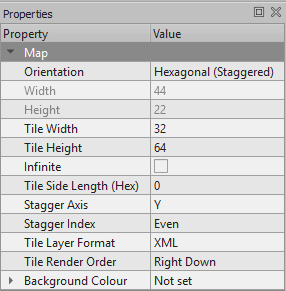 Properties
Property Value
Map
Orientation Hexagonal (Staggered)
Width 44
Height 22
Tile Width 32
Tile Height 64
Infinite
Tile Side Length (Hex) 0
Stagger Axis Y
Stagger Index Even
Tile Layer Format XML
Tile Render Order Right Down
Background Colour Not set